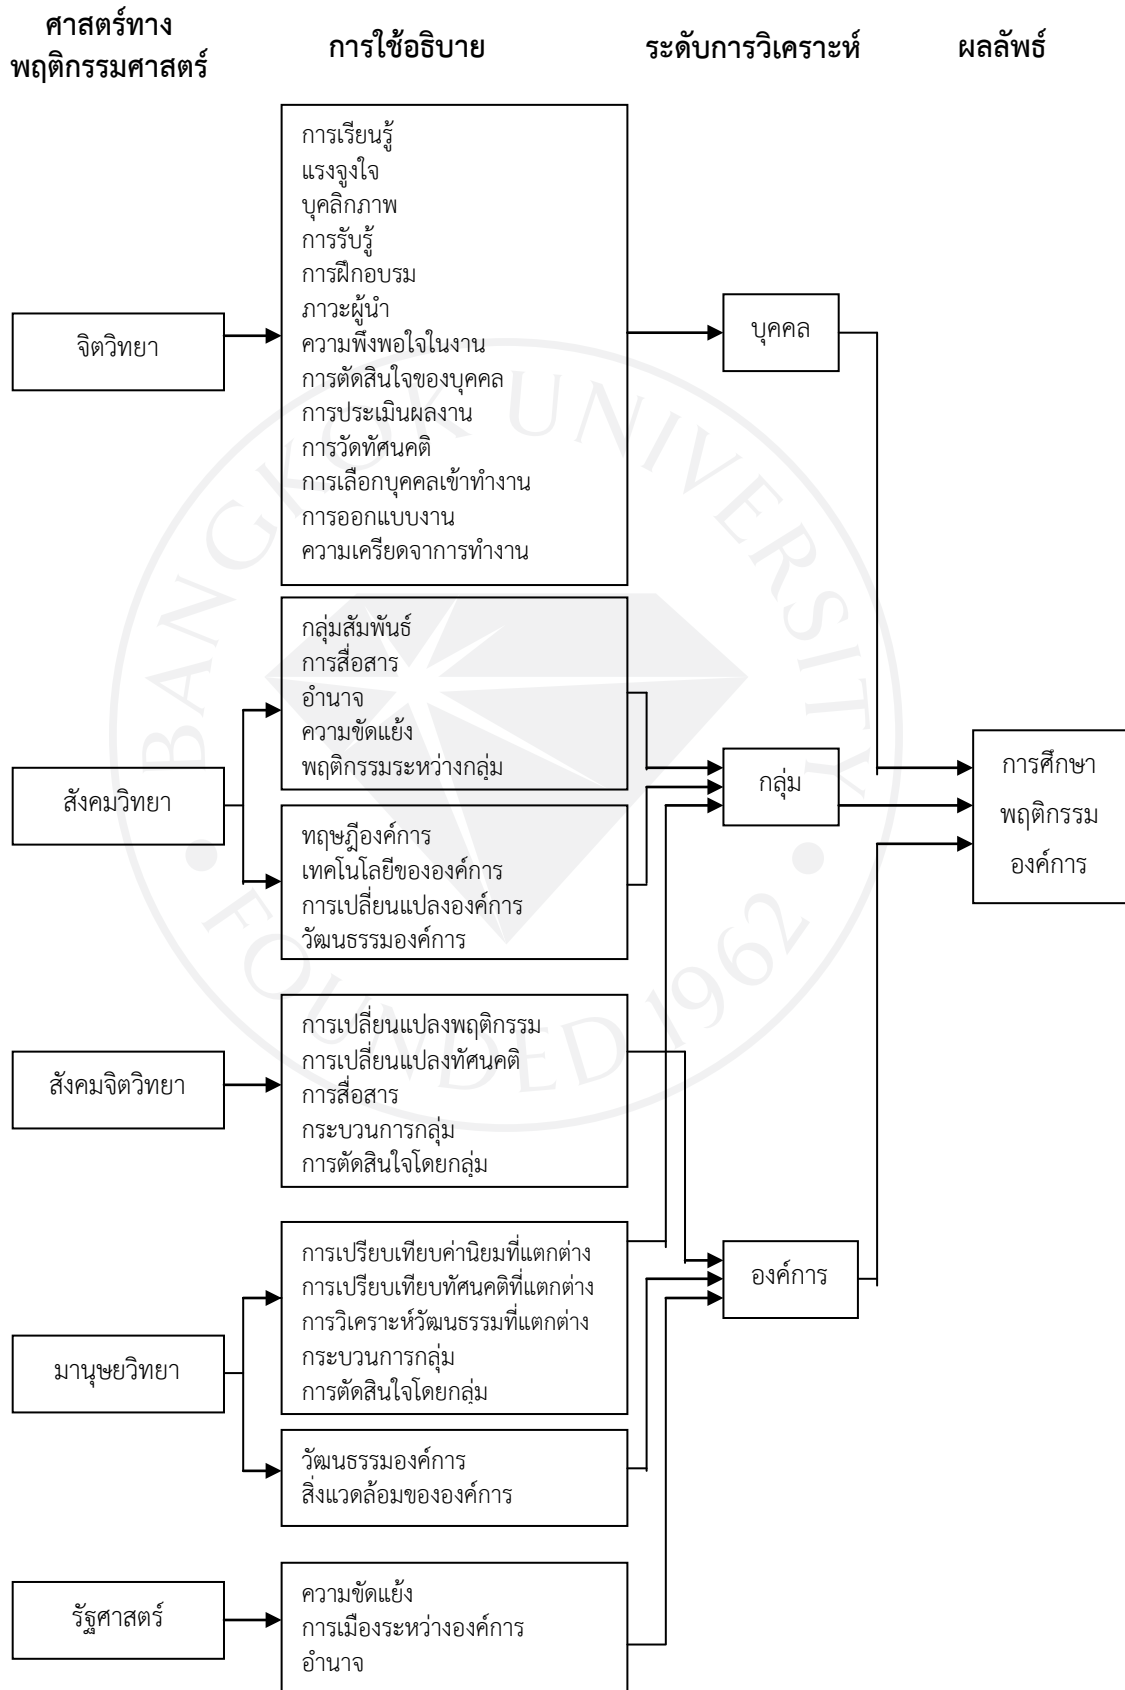 ศาสตร์ทาง
พฤติกรรมศาสตร์
การใช้อธิบาย
ระดับการวิเคราะห์
ผลลัพธ์
จิตวิทยา
การเรียนรู้
แรงจูงใจ
บุคลิกภาพ
การรับรู้
การฝึกอบรม
ภาวะผู้นำ
ความพึงพอใจในงาน
การตัดสินใจของบุคคล
การประเมินผลงาน
การวัดทัศนคติ
การเลือกบุคคลเข้าทำงาน
การออกแบบงาน
ความเครียดจาการทำงาน
บุคคล
สังคมวิทยา
กลุ่มสัมพันธ์
การสื่อสาร
อำนาจ
ความขัดแย้ง
พฤติกรรมระหว่างกลุ่ม
ทฤษฎีองค์การ
เทคโนโลยีขององค์การ
การเปลี่ยนแปลงองค์การ
วัฒนธรรมองค์การ
กลุ่ม
การศึกษา
พฤติกรรม
องค์การ
สังคมจิตวิทยา
การเปลี่ยนแปลงพฤติกรรม
การเปลี่ยนแปลงทัศนคติ
การสื่อสาร
กระบวนการกลุ่ม
การตัดสินใจโดยกลุ่ม
มานุษยวิทยา
การเปรียบเทียบค่านิยมที่แตกต่าง
การเปรียบเทียบทัศนคติที่แตกต่าง
การวิเคราะห์วัฒนธรรมที่แตกต่าง
กระบวนการกลุ่ม
การตัดสินใจโดยกลุ่ม
วัฒนธรรมองค์การ
สิ่งแวดล้อมขององค์การ
องค์การ
รัฐศาสตร์
ความขัดแย้ง
การเมืองระหว่างองค์การ
อำนาจ
BANGKOK UNIVERSITY
FOUNDED 1962